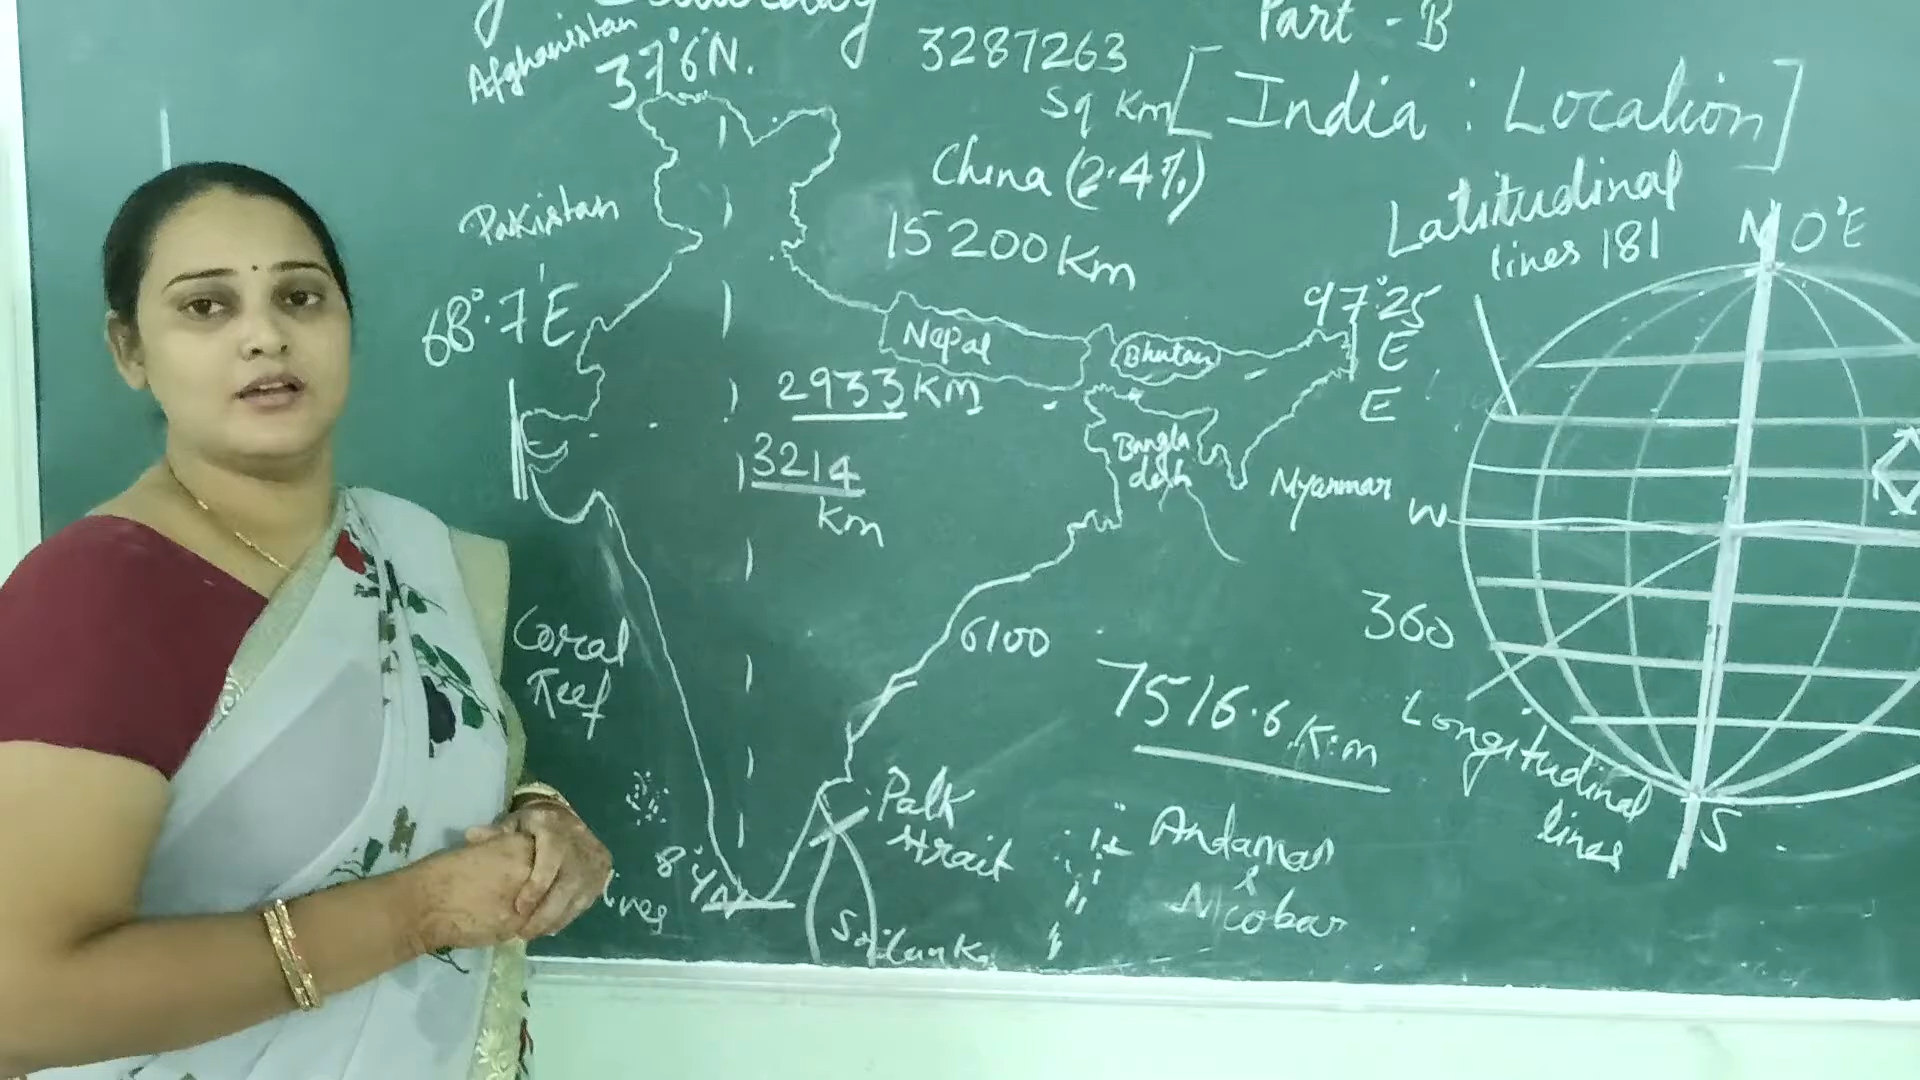 Part - B
Afghanistan
37°6'N.
3287263
Sq Km
[India : Location]
China (2.4%)
15200 Km
Pakistan
68°.7'E
Latitudinal
lines 181
N 0°E
97°.25
E
E
Nepal
Bhutan
2933 KM
3214
Km
Bangla
desh
Myanmar
W
Coral
Reef
6100
7516.6 K.m
360
Longitudinal
lines
S
Palk
strait
Andaman
&
Nicobar
8°4'N